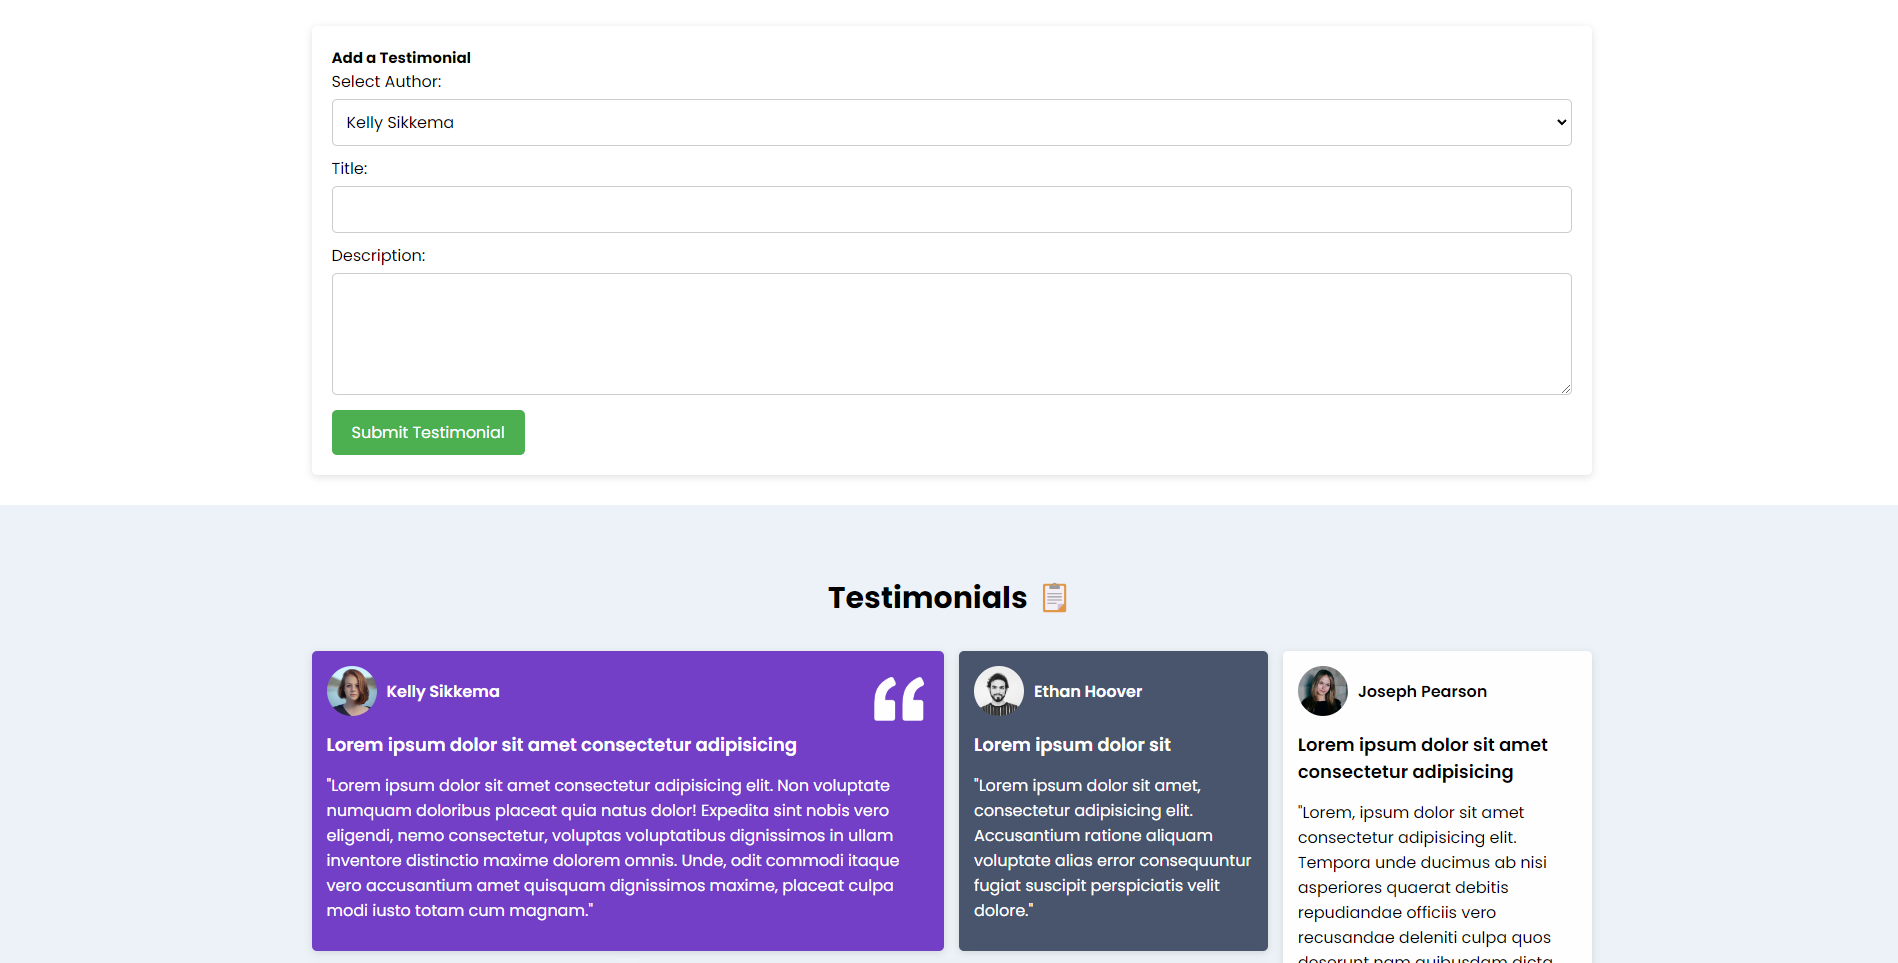 Add a Testimonial
Select Author:
Kelly Sikkema
Title:
Description:
Submit Testimonial
Testimonials
Kelly Sikkema
Lorem ipsum dolor sit amet consectetur adipisicing
"Lorem ipsum dolor sit amet consectetur adipisicing elit. Non voluptate
numquam doloribus placeat quia natus dolor! Expedita sint nobis vero
eligendi, nemo consectetur, voluptas voluptatibus dignissimos in ullam
inventore distinctio maxime dolorem omnis. Unde, odit commodi itaque
vero accusantium amet quisquam dignissimos maxime, placeat culpa
modi iusto totam cum magnam."
Ethan Hoover
Lorem ipsum dolor sit
"Lorem ipsum dolor sit amet,
consectetur adipisicing elit.
Accusantium ratione aliquam
voluptate alias error consequuntur
fugiat suscipit perspiciatis velit
dolore."
Joseph Pearson
Lorem ipsum dolor sit amet
consectetur adipisicing
"Lorem, ipsum dolor sit amet
consectetur adipisicing elit.
Tempora unde ducimus ab nisi
asperiores quaerat debitis
repudiandae officiis vero
recusandae deleniti culpa quos
deserunt nam quibusdam dicta